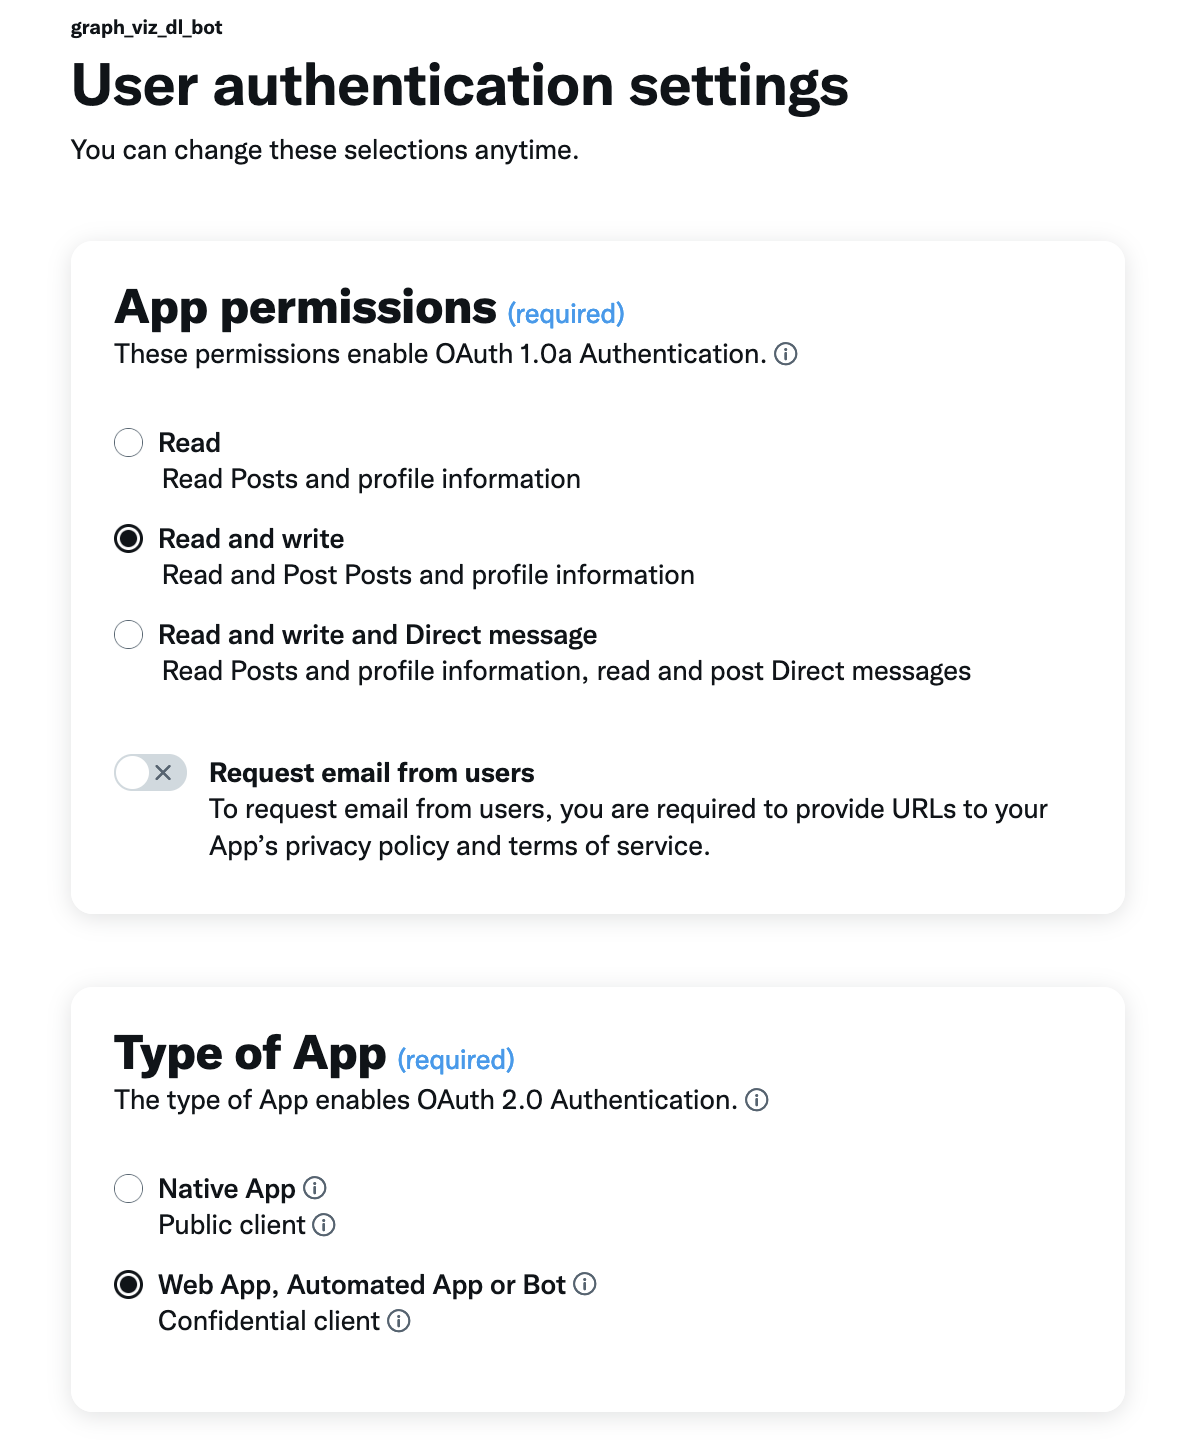 graph_viz_dl_bot
User authentication settings
You can change these selections anytime.
App permissions (required)
These permissions enable OAuth 1.0a Authentication.
Read
Read Posts and profile information
Read and write
Read and Post Posts and profile information
Read and write and Direct message
Read Posts and profile information, read and post Direct messages
Request email from users
To request email from users, you are required to provide URLs to your
App’s privacy policy and terms of service.
Type of App (required)
The type of App enables OAuth 2.0 Authentication.
Native App
Public client
Web App, Automated App or Bot
Confidential client